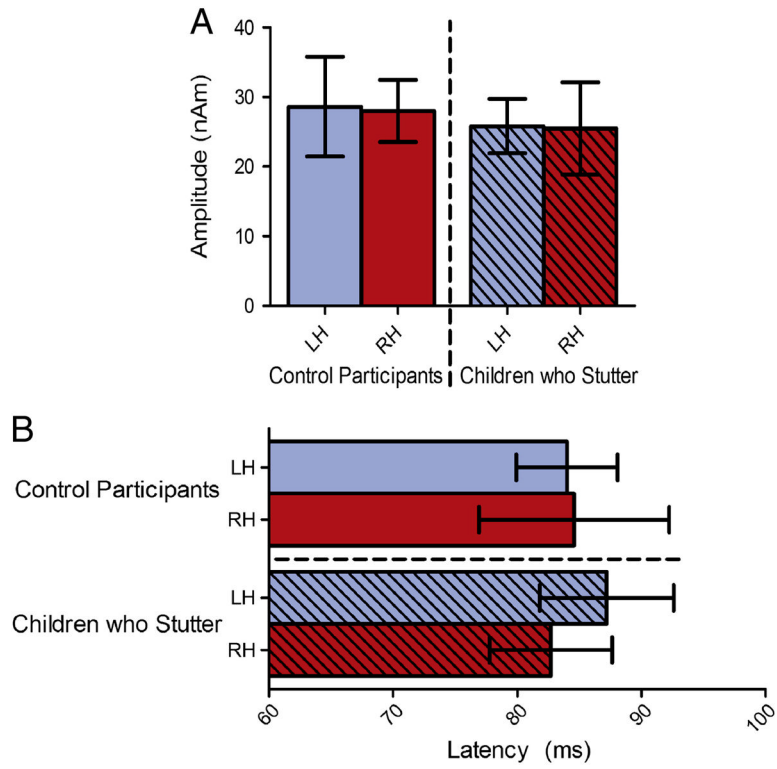 A
Amplitude (nAm)
40
30
20
10
0
LH
RH
LH
RH
Control Participants
Children who Stutter
B
Control Participants
LH
RH
Children who Stutter
LH
RH
60
70
80
90
100
Latency (ms)